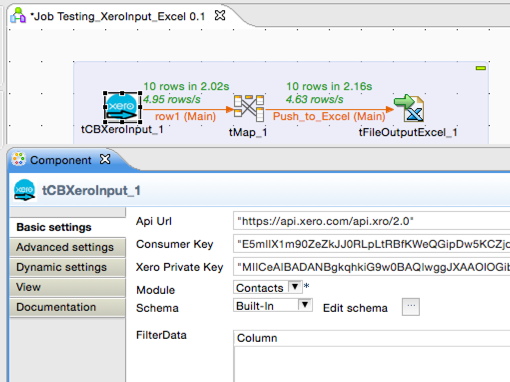 *Job Testing_XeroInput_Excel 0.1
10 rows in 2.02s
4.95 rows/s
row1 (Main)
10 rows in 2.16s
4.63 rows/s
Push_to_Excel (Main)
xero
tCBXeroInput_1
tMap_1
tFileOutputExcel_1
Component
xero
tCBXeroInput_1
Basic settings
Advanced settings
Dynamic settings
View
Documentation
Api Url "https://api.xero.com/api.xro/2.0"
Consumer Key
Xero Private Key
Module Contacts *
Schema Built-In Edit schema ...
FilterData Column